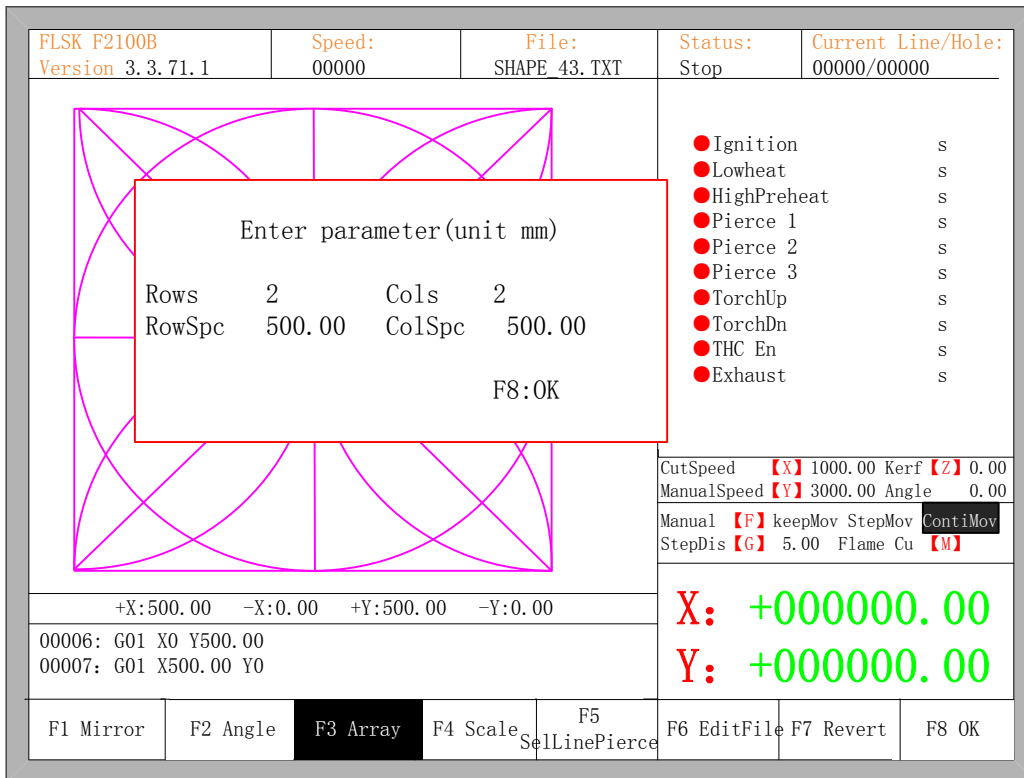 FLSK F2100B
Version 3.3.71.1
Speed:
00000
File:
SHAPE_43.TXT
Status:
Stop
Current Line/Hole:
00000/00000
Enter parameter(unit mm)
Rows 2 Cols 2
RowSpc 500.00 ColSpc 500.00
F8:OK
Ignition s
Lowheat s
HighPreheat s
Pierce 1 s
Pierce 2 s
Pierce 3 s
TorchUp s
TorchDn s
THC En s
Exhaust s
CutSpeed 【X】 1000.00 Kerf 【Z】 0.00
ManualSpeed 【Y】 3000.00 Angle 0.00
Manual 【F】 keepMov StepMov ContiMov
StepDis 【G】 5.00 Flame Cu 【M】
+X:500.00 -X:0.00 +Y:500.00 -Y:0.00
00006: G01 X0 Y500.00
00007: G01 X500.00 Y0
X: +000000.00
Y: +000000.00
F1 Mirror
F2 Angle
F3 Array
F4 Scale
F5
SelLinePierce
F6 EditFile
F7 Revert
F8 OK